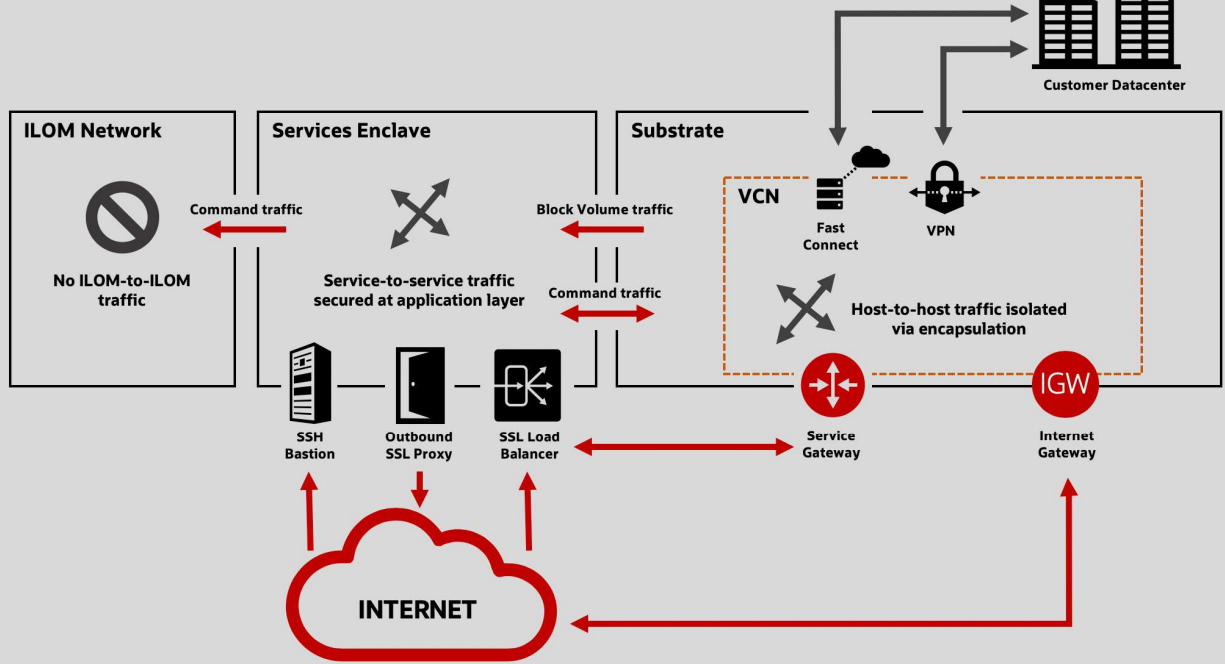 Customer Datacenter
ILOM Network
Services Enclave
Substrate
Command traffic
Block Volume traffic
VCN
Fast
Connect
VPN
No ILOM-to-ILOM
traffic
Service-to-service traffic
secured at application layer
Command traffic
Host-to-host traffic isolated
via encapsulation
IGW
SSH
Bastion
Outbound
SSL Proxy
SSL Load
Balancer
Service
Gateway
Internet
Gateway
INTERNET